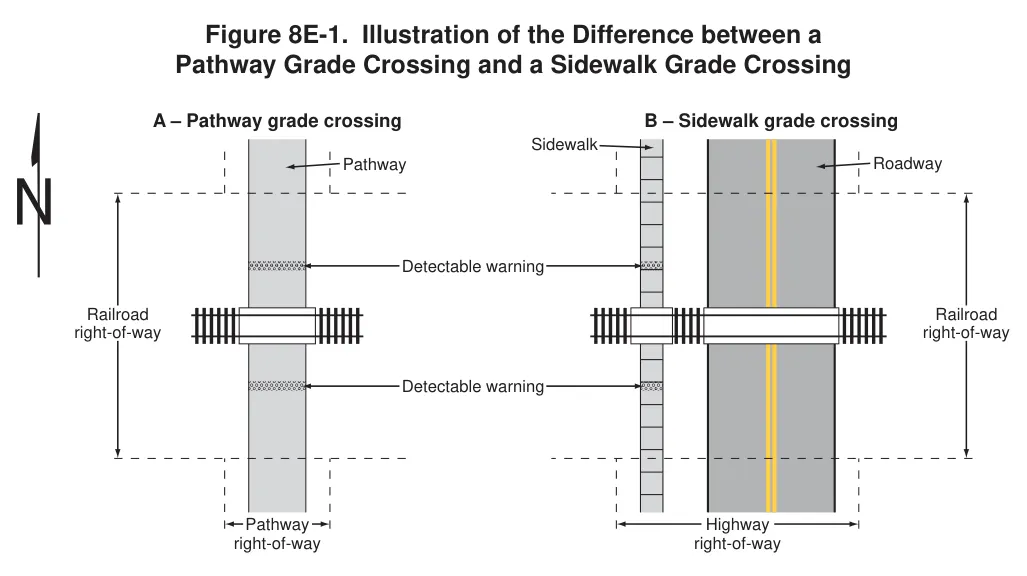 Figure 8E-1.  Illustration of the Difference between a
Pathway Grade Crossing and a Sidewalk Grade Crossing
A – Pathway grade crossing
B – Sidewalk grade crossing
Sidewalk
Pathway
Roadway
N
Detectable warning
Railroad
right-of-way
Railroad
right-of-way
Detectable warning
Pathway
right-of-way
Highway
right-of-way